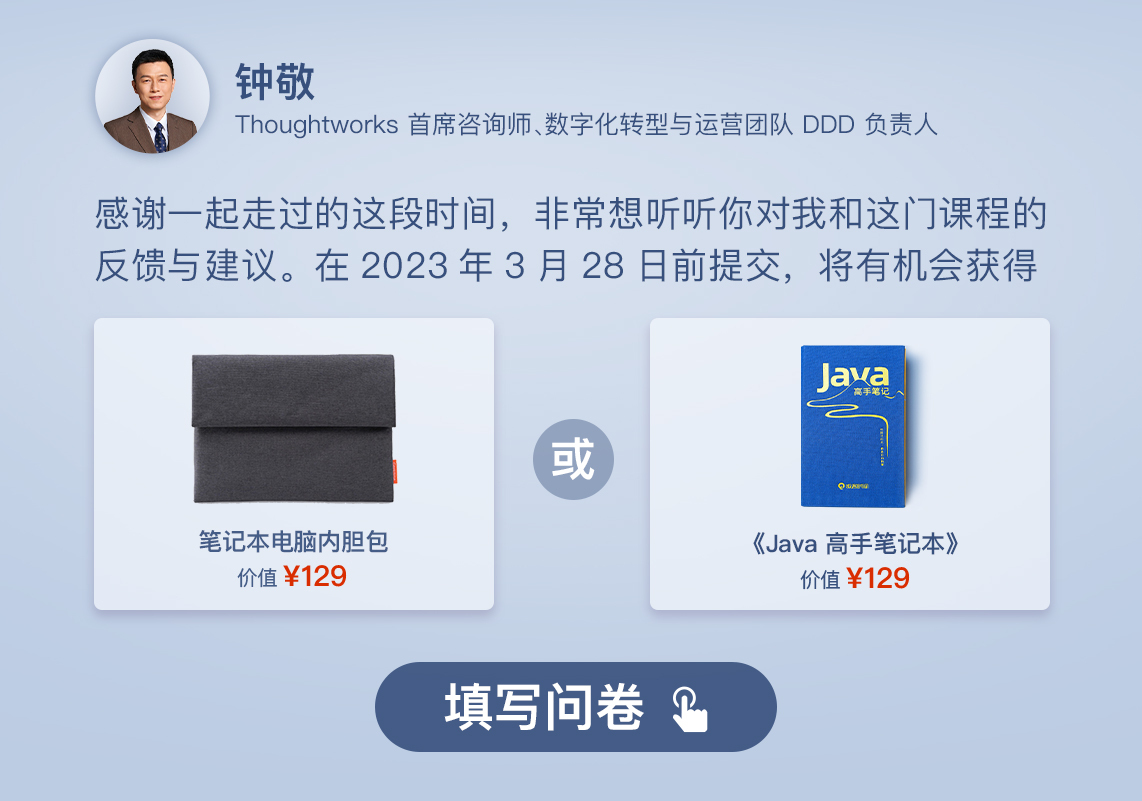 钟敬
Thoughtworks 首席咨询师、数字化转型与运营团队 DDD 负责人
感谢一起走过的这段时间，非常想听听你对我和这门课程的
反馈与建议。在 2023 年 3 月 28 日前提交，将有机会获得
Java
高手笔记
极客时间
或
笔记本电脑内胆包
价值 ¥129
《Java 高手笔记本》
价值 ¥129
填写问卷